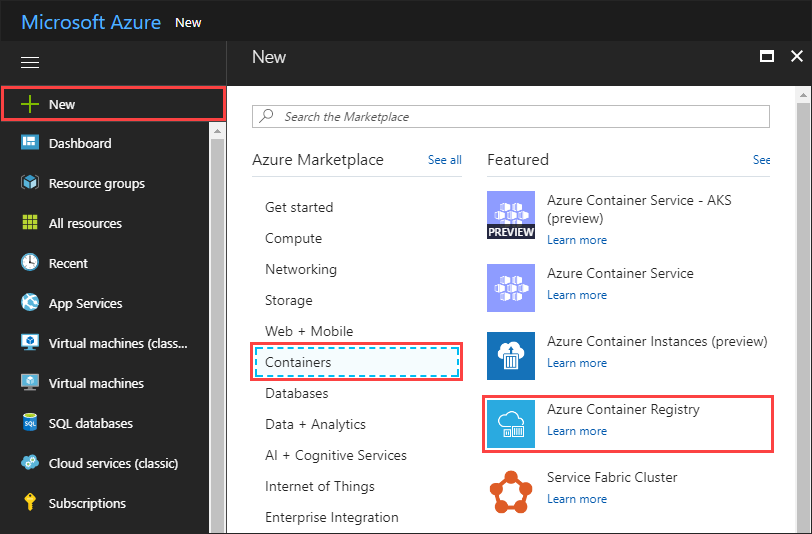 Microsoft Azure New
New
New
Dashboard
Resource groups
All resources
Recent
App Services
Virtual machines (clas...
Virtual machines
SQL databases
Cloud services (classic)
Subscriptions
Search the Marketplace
Azure Marketplace See all
Get started
Compute
Networking
Storage
Web + Mobile
Containers
Databases
Data + Analytics
AI + Cognitive Services
Internet of Things
Enterprise Integration
Featured See
PREVIEW
Azure Container Service - AKS
(preview)
Learn more
Azure Container Service
Learn more
Azure Container Instances (preview)
Learn more
Azure Container Registry
Learn more
Service Fabric Cluster
Learn more
SQL